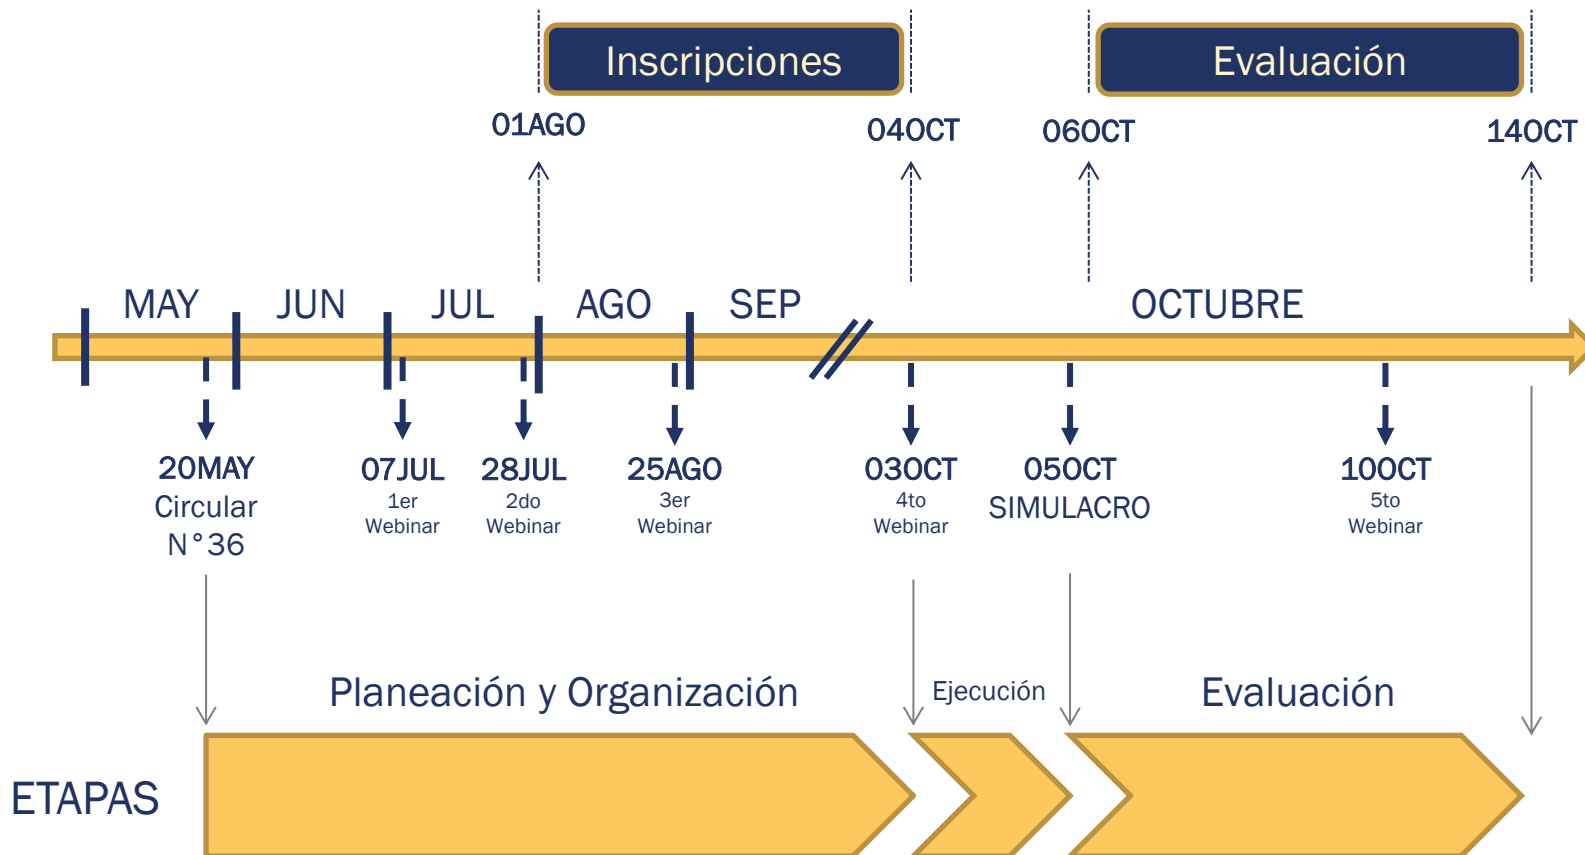 Inscripciones
Evaluación
01AGO
04OCT
06OCT
14OCT
MAY
JUN
JUL
AGO
SEP
OCTUBRE
20MAY
Circular
N°36
07JUL
1er
Webinar
28JUL
2do
Webinar
25AGO
3er
Webinar
03OCT
4to
Webinar
05OCT
SIMULACRO
10OCT
5to
Webinar
Planeación y Organización
Ejecución
Evaluación
ETAPAS